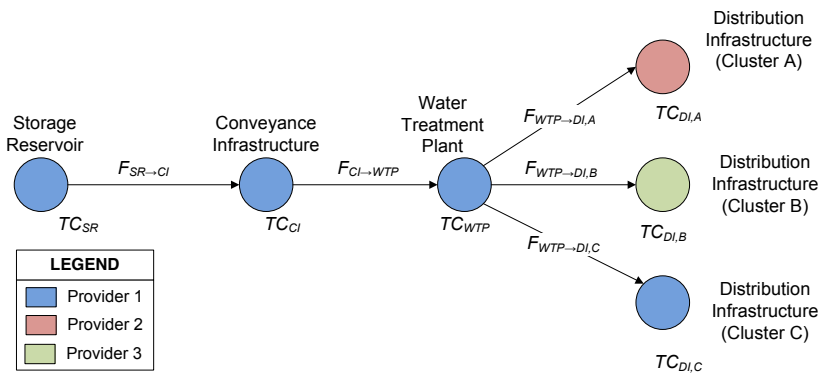 Distribution
Infrastructure
(Cluster A)
TC_DI,A
Storage
Reservoir
Conveyance
Infrastructure
Water
Treatment
Plant
F_WTP→DI,A
F_SR→CI
F_CI→WTP
F_WTP→DI,B
Distribution
Infrastructure
(Cluster B)
TC_SR
TC_CI
TC_WTP
TC_DI,B
F_WTP→DI,C
LEGEND
Provider 1
Provider 2
Provider 3
Distribution
Infrastructure
(Cluster C)
TC_DI,C